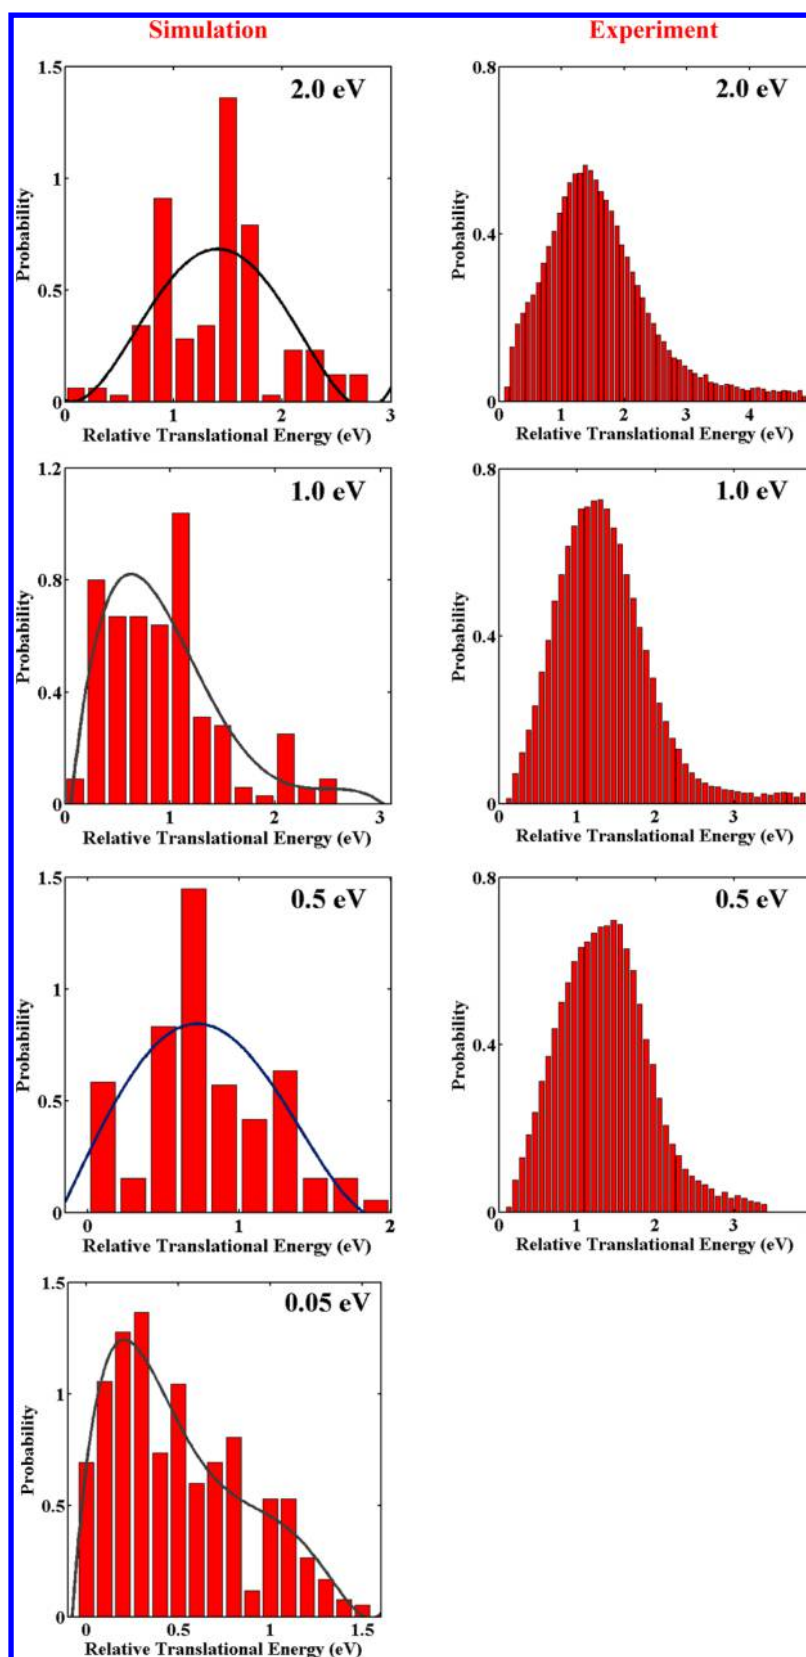 Simulation
Experiment
1.5
2.0 eV
1
Probability
0.5
0
0 1 2 3
Relative Translational Energy (eV)
0.8
2.0 eV
Probability
0.4
0
0 1 2 3 4
Relative Translational Energy (eV)
1.2
1.0 eV
0.8
Probability
0.4
0
0 1 2 3
Relative Translational Energy (eV)
0.8
1.0 eV
Probability
0.4
0
0 1 2 3
Relative Translational Energy (eV)
1.5
0.5 eV
1
Probability
0.5
0
0 1 2
Relative Translational Energy (eV)
0.8
0.5 eV
Probability
0.4
0
0 1 2 3
Relative Translational Energy (eV)
1.5
0.05 eV
1
Probability
0.5
0
0 0.5 1 1.5
Relative Translational Energy (eV)